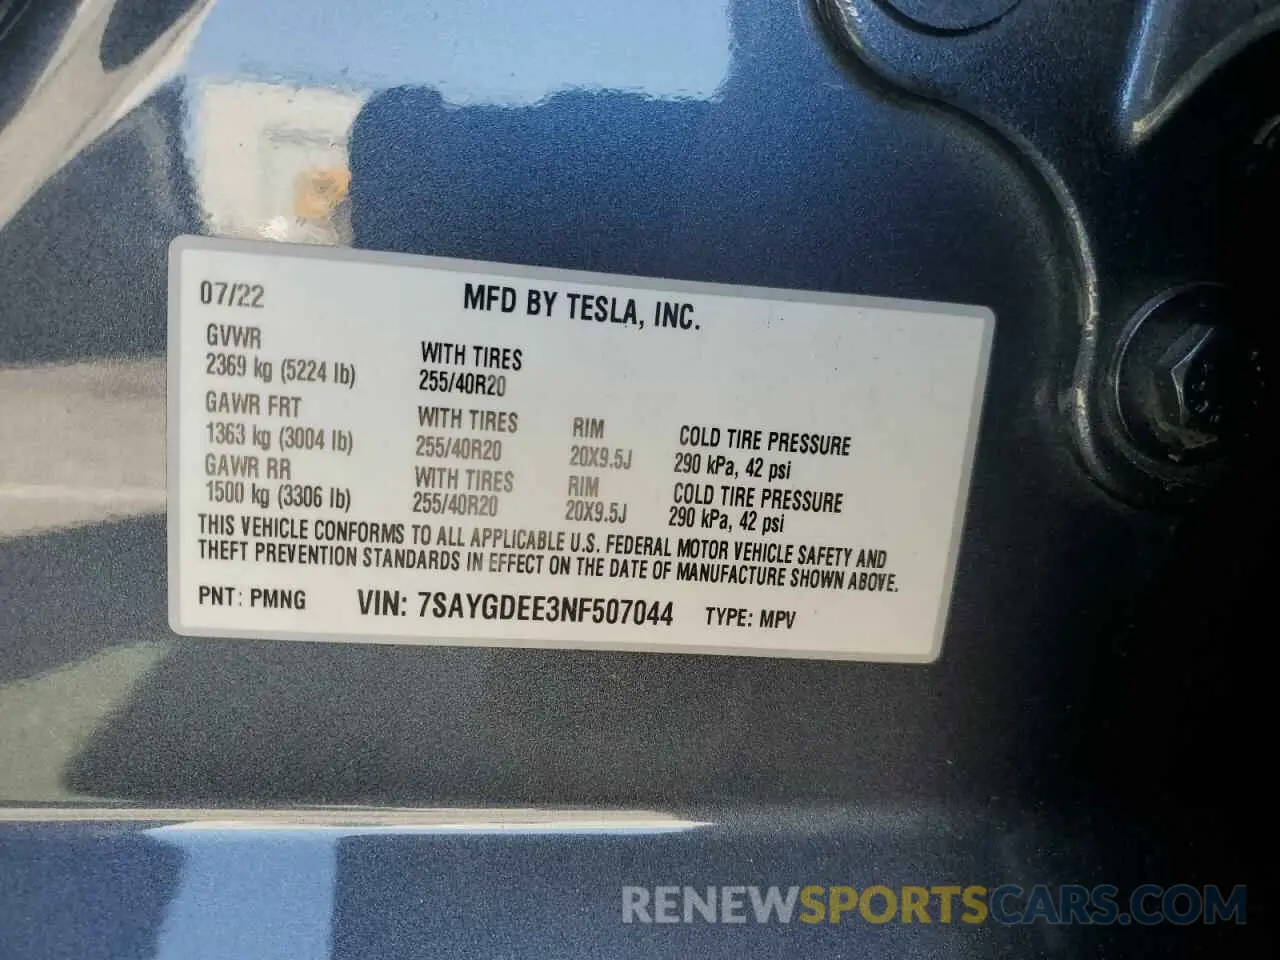 07/22 MFD BY TESLA, INC.
GVWR
2369 kg (5224 lb)
WITH TIRES
255/40R20
GAWR FRT
1363 kg (3004 lb)
WITH TIRES
255/40R20
RIM
20X9.5J
COLD TIRE PRESSURE
290 kPa, 42 psi
GAWR RR
1500 kg (3306 lb)
WITH TIRES
255/40R20
RIM
20X9.5J
COLD TIRE PRESSURE
290 kPa, 42 psi
THIS VEHICLE CONFORMS TO ALL APPLICABLE U.S. FEDERAL MOTOR VEHICLE SAFETY AND
THEFT PREVENTION STANDARDS IN EFFECT ON THE DATE OF MANUFACTURE SHOWN ABOVE.
PNT: PMNG VIN: 7SAYGDEE3NF507044 TYPE: MPV
RENEWSPORTSCARS.COM